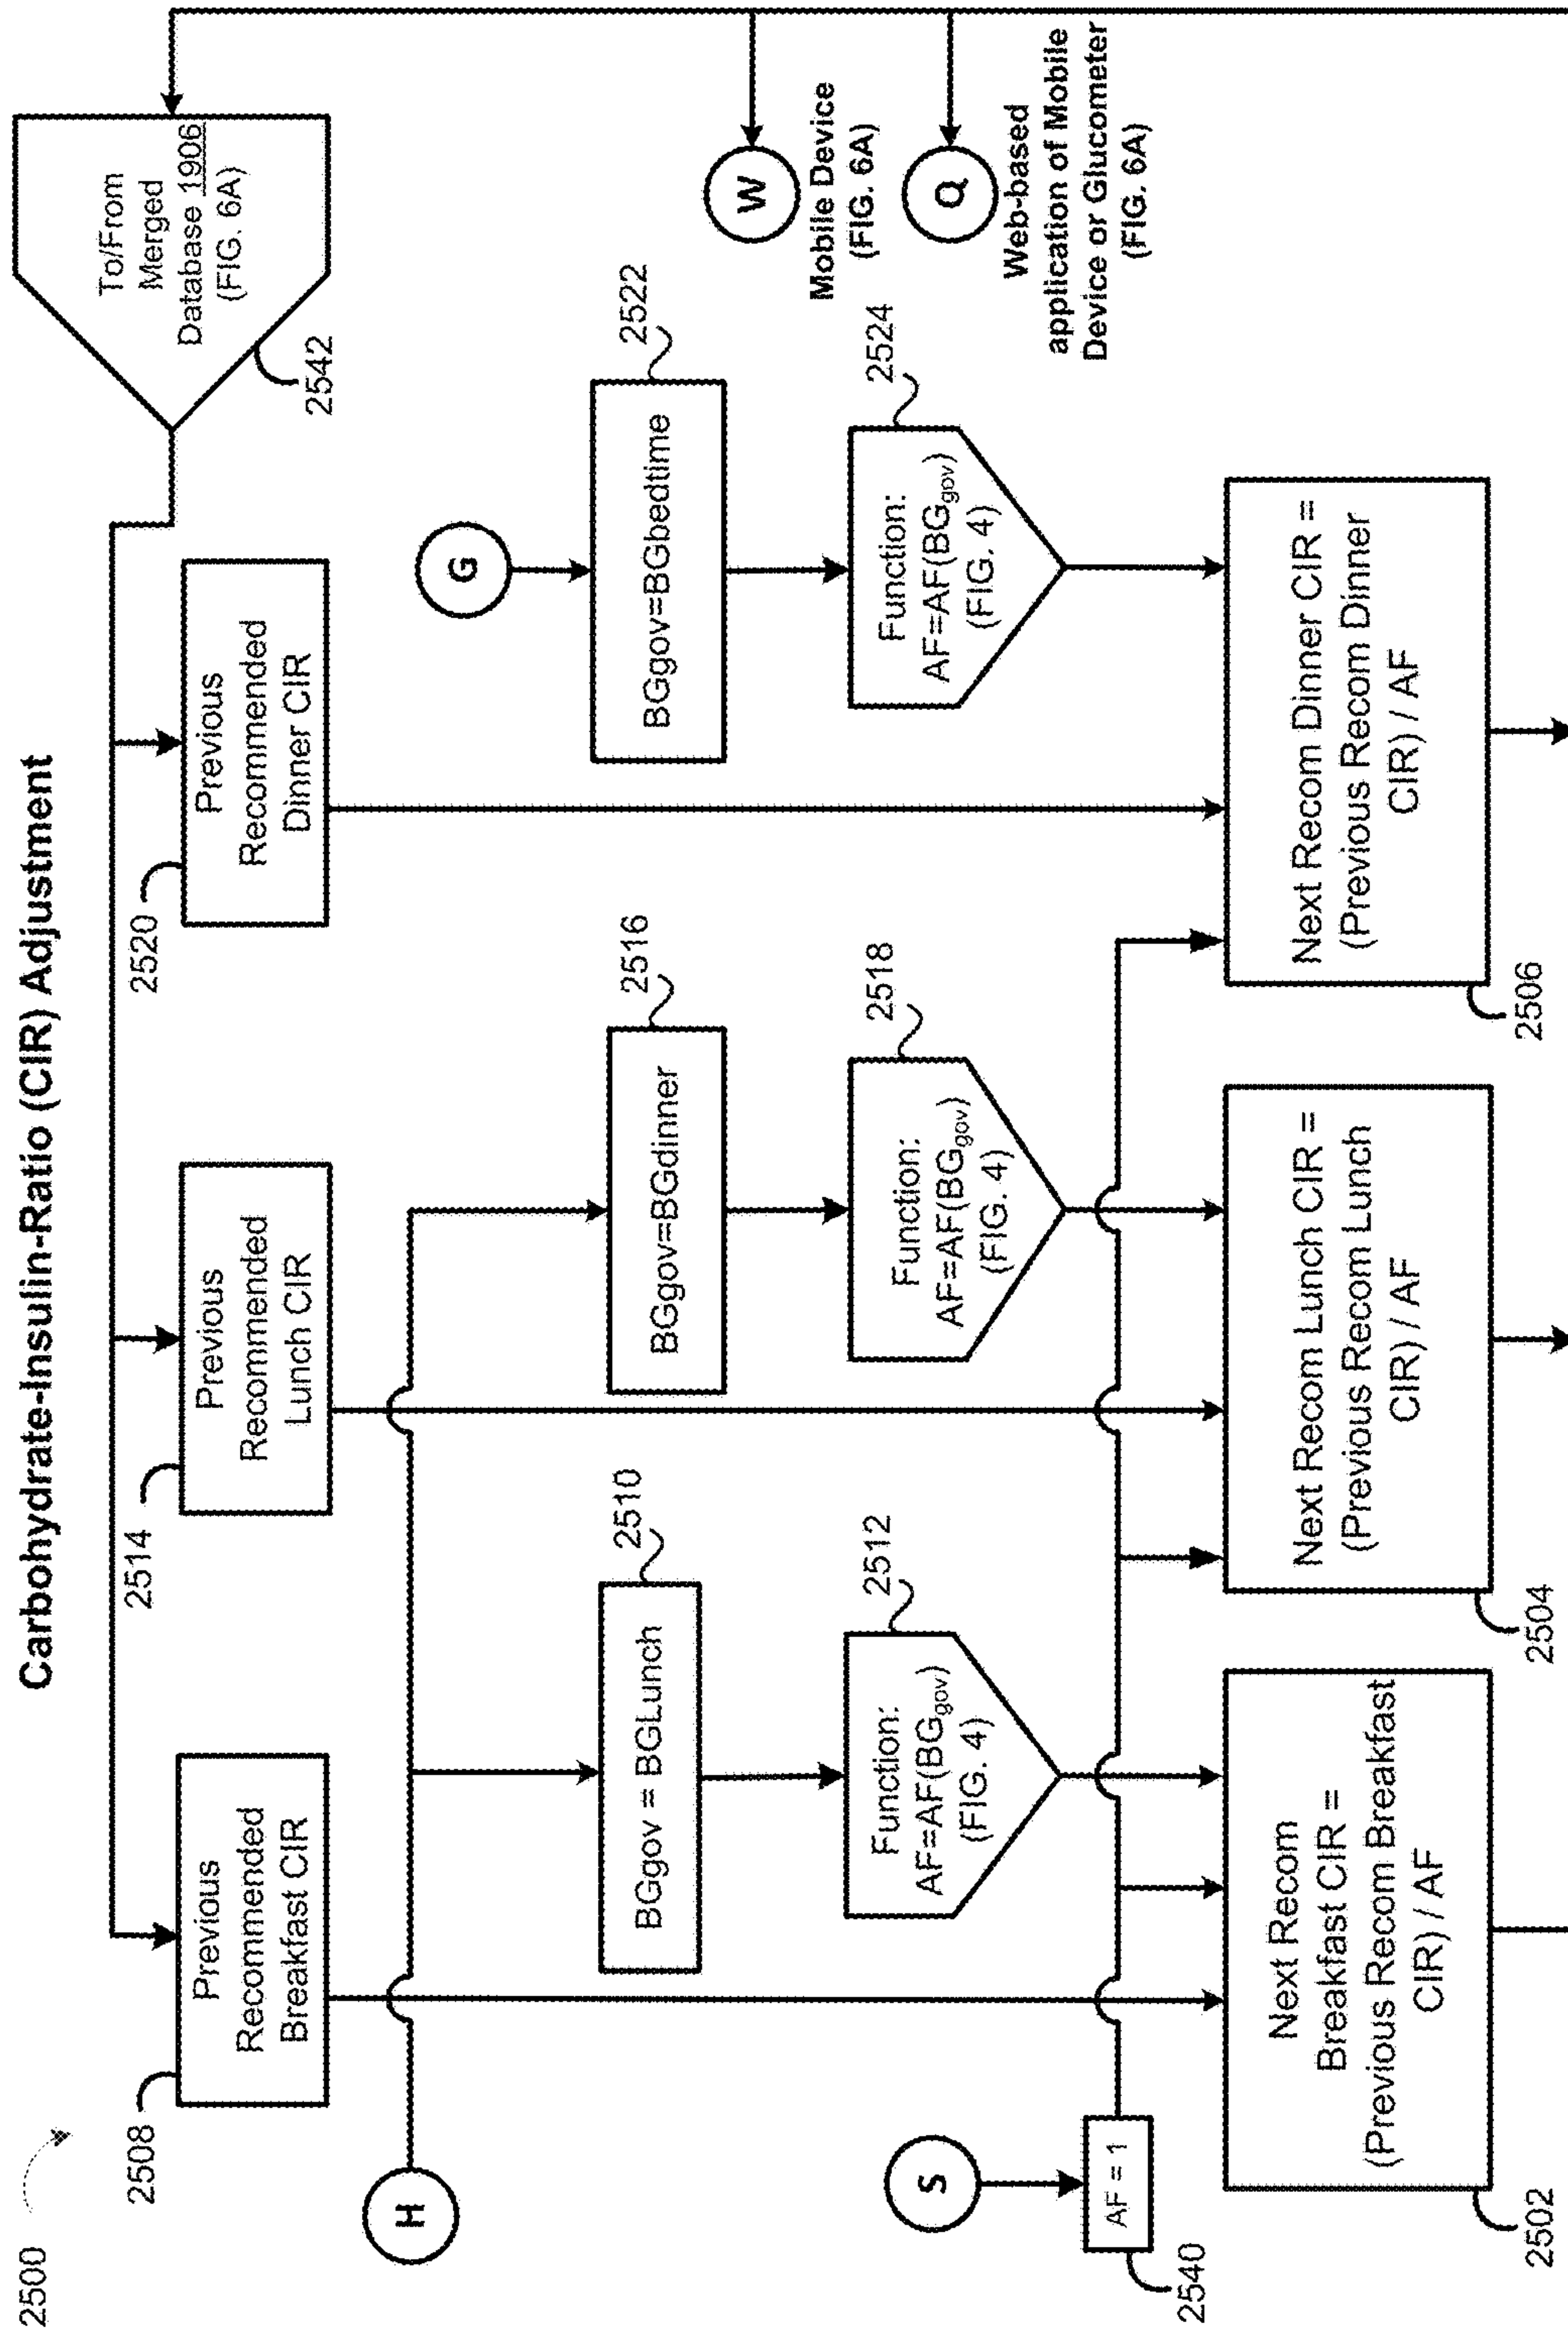 2500
Carbohydrate-Insulin-Ratio (CIR) Adjustment
2508
Previous
Recommended
Breakfast CIR
2514
Previous
Recommended
Lunch CIR
2520
Previous
Recommended
Dinner CIR
To/From
Merged
Database 1906
(FIG. 6A)
2542
H
G
2510
BGgov = BGLunch
2516
BGgov=BGdinner
2522
BGgov=BGbedtime
W
Mobile Device
(FIG. 6A)
2512
Function:
AF=AF(BGgov)
(FIG. 4)
2518
Function:
AF=AF(BGgov)
(FIG. 4)
2524
Function:
AF=AF(BGgov)
(FIG. 4)
Q
Web-based
application of Mobile
Device or Glucometer
(FIG. 6A)
S
AF = 1
2540
Next Recom
Breakfast CIR =
(Previous Recom Breakfast
CIR) / AF
2502
Next Recom Lunch CIR =
(Previous Recom Lunch
CIR) / AF
2504
Next Recom Dinner CIR =
(Previous Recom Dinner
CIR) / AF
2506